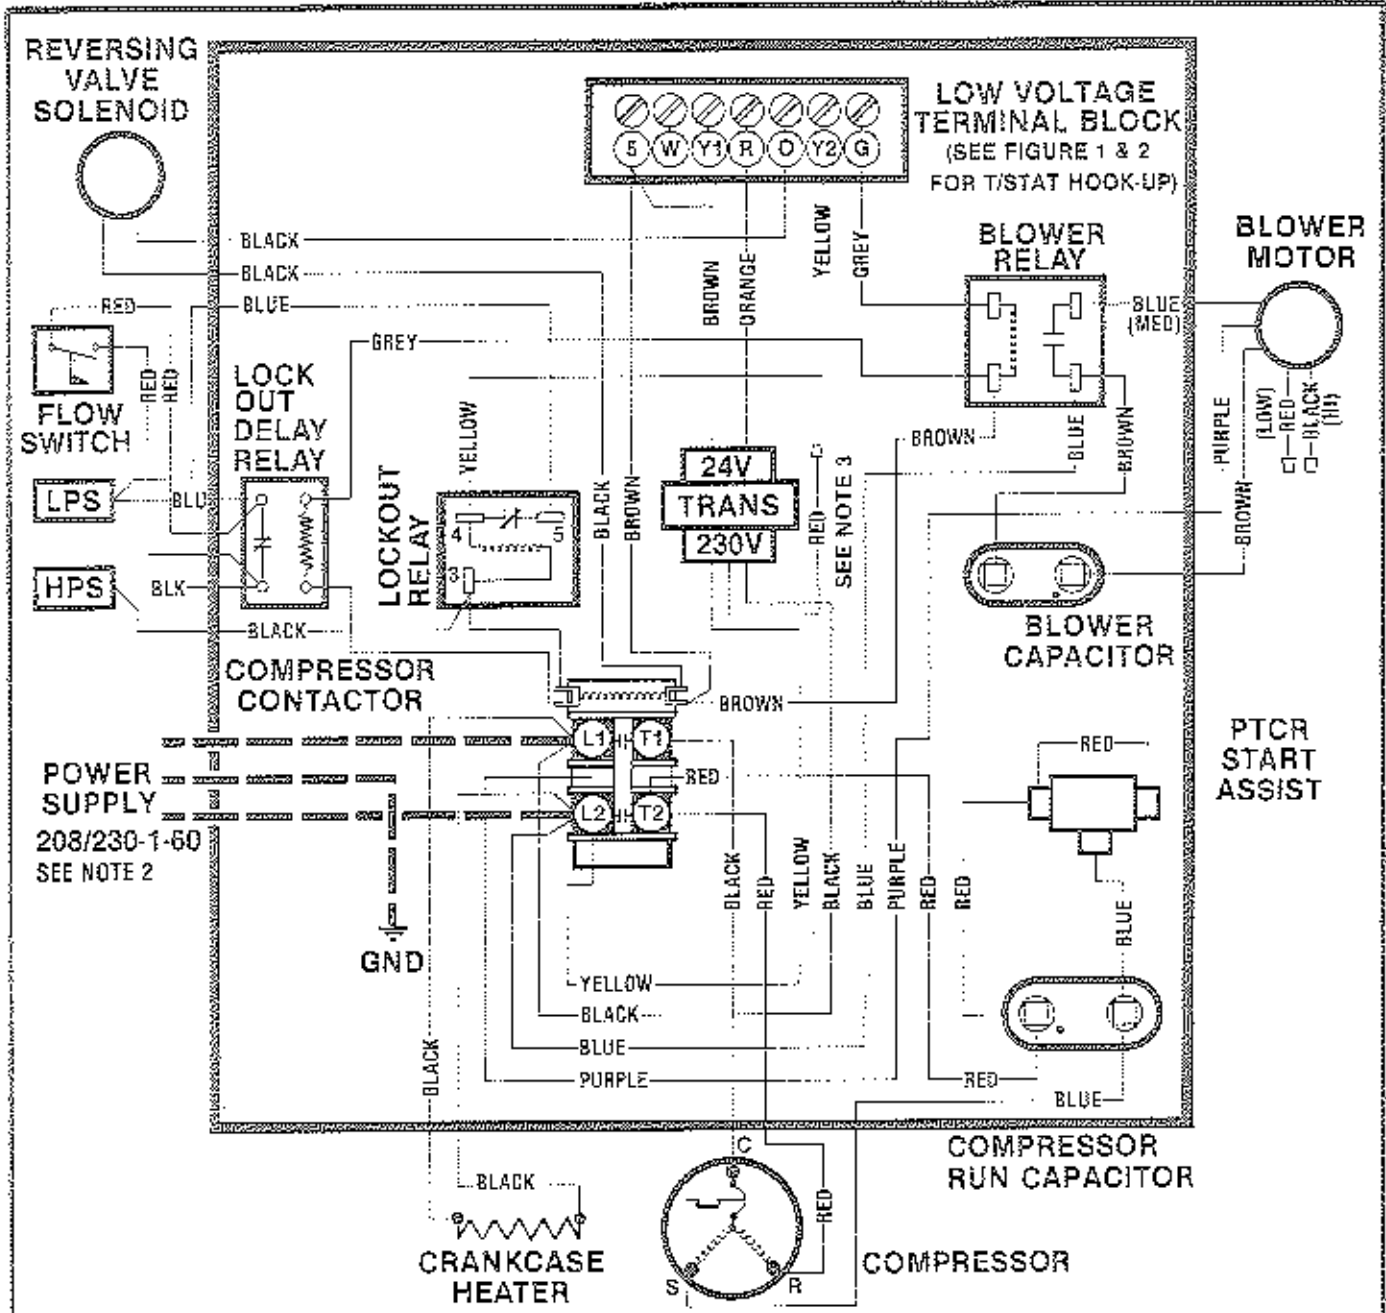 REVERSING
VALVE
SOLENOID
LOW VOLTAGE
TERMINAL BLOCK
(SEE FIGURE 1 & 2
FOR T/STAT HOOK-UP)
5 W Y1 R O Y2 G
BLACK
BLACK
BLUE
RED
GREY
BROWN
ORANGE
YELLOW
GREY
BLOWER
RELAY
BLUE
(MED)
BLOWER
MOTOR
PURPLE
(LOW)
RED
BLACK
(HI)
BROWN
FLOW
SWITCH
RED
RED
LOCK
OUT
DELAY
RELAY
YELLOW
BROWN
BLUE
BROWN
LPS
BLU
HPS
BLK
BLACK
LOCKOUT
RELAY
4
5
3
BLACK
BROWN
24V
TRANS
230V
RED
SEE NOTE 3
BLOWER
CAPACITOR
COMPRESSOR
CONTACTOR
BROWN
L1 T1
RED
L2 T2
POWER
SUPPLY
208/230-1-60
SEE NOTE 2
GND
PTCR
START
ASSIST
RED
BLACK
RED
YELLOW
BLACK
BLUE
PURPLE
RED
RED
BLUE
YELLOW
BLACK
BLUE
PURPLE
BLACK
RED
BLUE
COMPRESSOR
RUN CAPACITOR
BLACK
CRANKCASE
HEATER
C
S
R
RED
COMPRESSOR